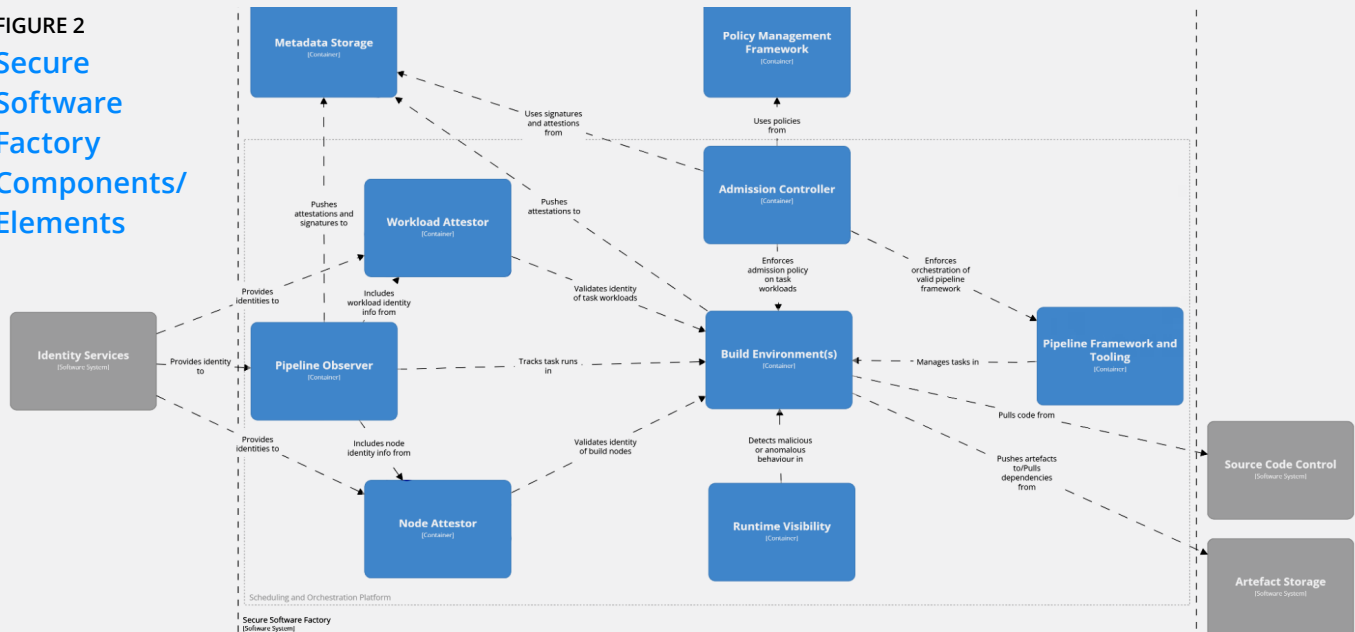 FIGURE 2
Secure
Software
Factory
Components/
Elements
Metadata Storage
[Container]
Policy Management
Framework
[Container]
Uses signatures
and attestions
from
Uses policies
from
Admission Controller
[Container]
Workload Attestor
[Container]
Pushes
attestations and
signatures to
Pushes
attestations to
Enforces
admission policy
on task
workloads
Enforces
orchestration of
valid pipeline
framework
Provides
identities to
Includes
workload identity
info from
Validates identity
of task workloads
Identity Services
[Software System]
Provides identity
to
Pipeline Observer
[Container]
Tracks task runs
in
Build Environment(s)
[Container]
Manages tasks in
Pipeline Framework and
Tooling
[Container]
Pulls code from
Provides
identities to
Includes node
identity info from
Validates identity
of build nodes
Detects malicious
or anomalous
behaviour in
Pushes artefacts
to/Pulls
dependencies
from
Source Code Control
[Software System]
Node Attestor
[Container]
Runtime Visibility
[Container]
Artefact Storage
[Software System]
Scheduling and Orchestration Platform
Secure Software Factory
[Software System]